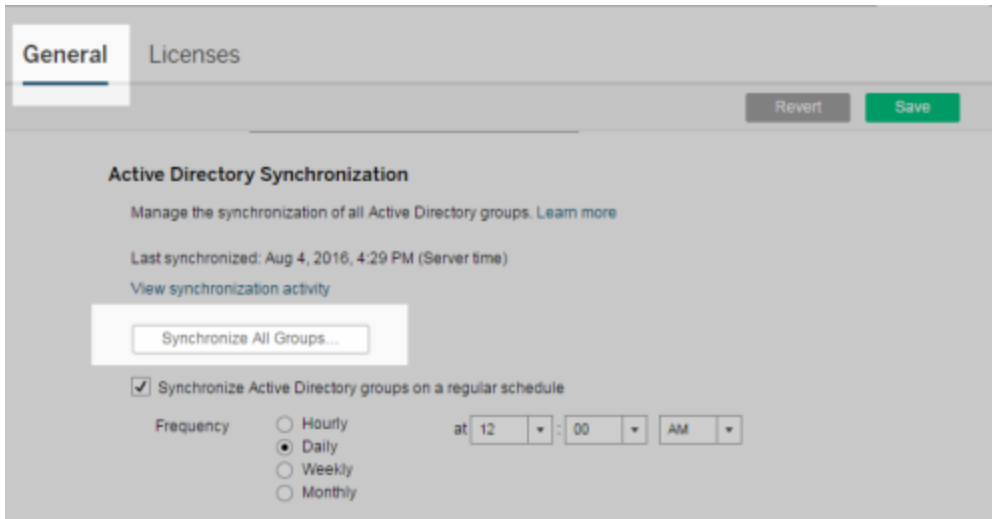 General Licenses
Revert Save
Active Directory Synchronization
Manage the synchronization of all Active Directory groups. Learn more
Last synchronized: Aug 4, 2016, 4:29 PM (Server time)
View synchronization activity
Synchronize All Groups...
Synchronize Active Directory groups on a regular schedule
Frequency Hourly at 12 : 00 AM
Daily
Weekly
Monthly